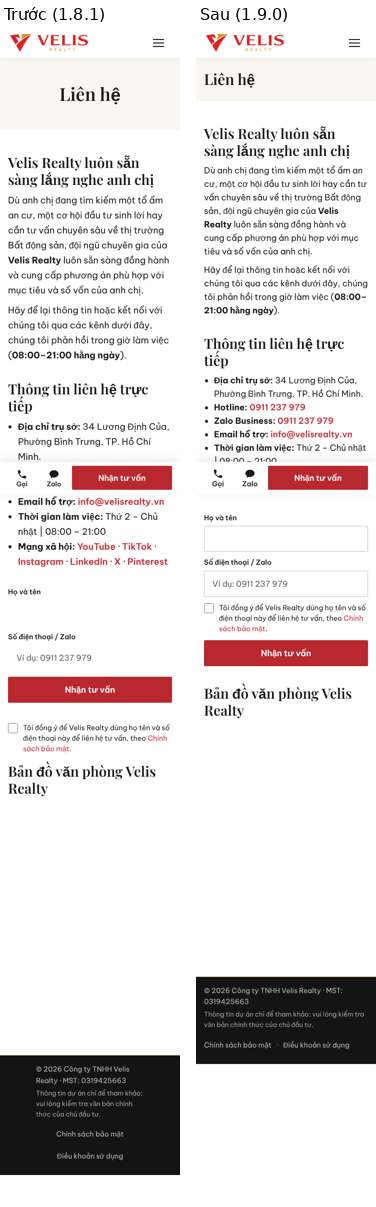 Trước (1.8.1)
VELIS
REALTY
Liên hệ
Velis Realty luôn sẵn
sàng lắng nghe anh chị
Dù anh chị đang tìm kiếm một tổ ấm
an cư, một cơ hội đầu tư sinh lời hay
cần tư vấn chuyên sâu về thị trường
Bất động sản, đội ngũ chuyên gia của
Velis Realty luôn sẵn sàng đồng hành
và cung cấp phương án phù hợp với
mục tiêu và số vốn của anh chị.
Hãy để lại thông tin hoặc kết nối với
chúng tôi qua các kênh dưới đây,
chúng tôi phản hồi trong giờ làm việc
(08:00–21:00 hằng ngày).
Thông tin liên hệ trực
tiếp
• Địa chỉ trụ sở: 34 Lương Định Của,
Phường Bình Trưng, TP. Hồ Chí
Minh.
Gọi
Zalo
Nhận tư vấn
• Email hỗ trợ: info@velisrealty.vn
• Thời gian làm việc: Thứ 2 – Chủ
nhật | 08:00 – 21:00
• Mạng xã hội: YouTube · TikTok ·
Instagram · LinkedIn · X · Pinterest
Họ và tên
Số điện thoại / Zalo
Ví dụ: 0911 237 979
Nhận tư vấn
Tôi đồng ý để Velis Realty dùng họ tên và số
điện thoại này để liên hệ tư vấn, theo Chính
sách bảo mật.
Bản đồ văn phòng Velis
Realty
© 2026 Công ty TNHH Velis
Realty · MST: 0319425663
Thông tin dự án chỉ để tham khảo;
vui lòng kiểm tra văn bản chính
thức của chủ đầu tư.
Chính sách bảo mật
Điều khoản sử dụng
Sau (1.9.0)
VELIS
REALTY
Liên hệ
Velis Realty luôn sẵn
sàng lắng nghe anh chị
Dù anh chị đang tìm kiếm một tổ ấm an
cư, một cơ hội đầu tư sinh lời hay cần tư
vấn chuyên sâu về thị trường Bất động
sản, đội ngũ chuyên gia của Velis
Realty luôn sẵn sàng đồng hành và
cung cấp phương án phù hợp với mục
tiêu và số vốn của anh chị.
Hãy để lại thông tin hoặc kết nối với
chúng tôi qua các kênh dưới đây, chúng
tôi phản hồi trong giờ làm việc (08:00–
21:00 hằng ngày).
Thông tin liên hệ trực
tiếp
• Địa chỉ trụ sở: 34 Lương Định Của,
Phường Bình Trưng, TP. Hồ Chí Minh.
• Hotline: 0911 237 979
• Zalo Business: 0911 237 979
• Email hỗ trợ: info@velisrealty.vn
• Thời gian làm việc: Thứ 2 – Chủ nhật
| 08:00 – 21:00
Gọi
Zalo
Nhận tư vấn
Họ và tên
Số điện thoại / Zalo
Ví dụ: 0911 237 979
Tôi đồng ý để Velis Realty dùng họ tên và số
điện thoại này để liên hệ tư vấn, theo Chính
sách bảo mật.
Nhận tư vấn
Bản đồ văn phòng Velis
Realty
© 2026 Công ty TNHH Velis Realty · MST:
0319425663
Thông tin dự án chỉ để tham khảo; vui lòng kiểm tra
văn bản chính thức của chủ đầu tư.
Chính sách bảo mật · Điều khoản sử dụng